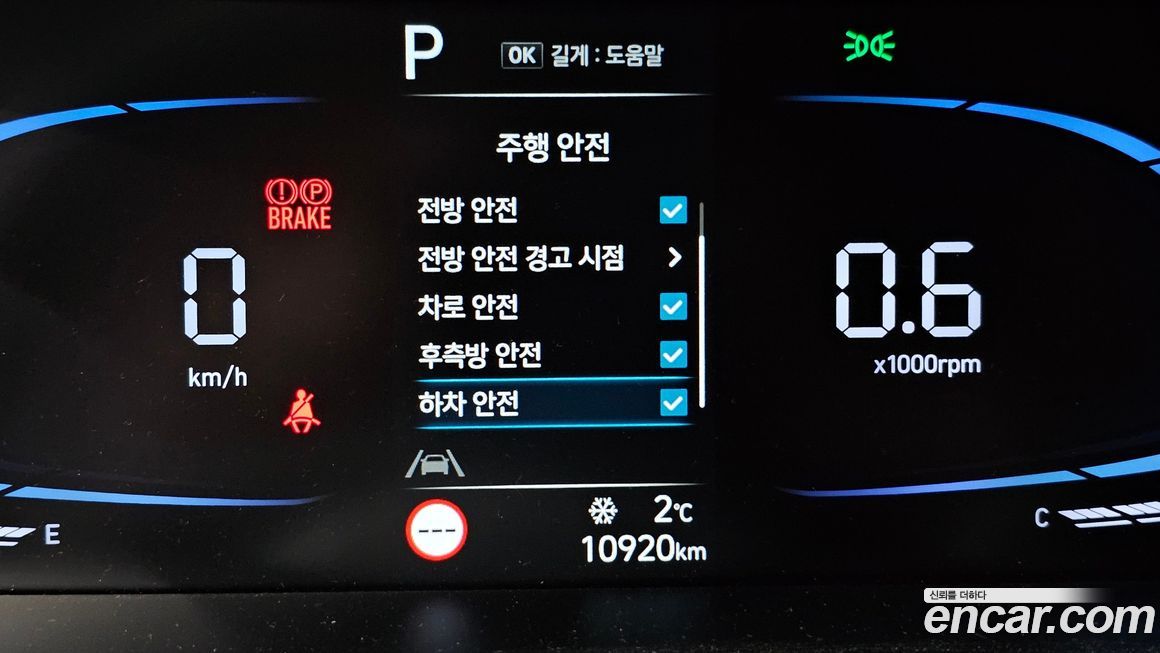 P
OK 길게 : 도움말
주행 안전
전방 안전
전방 안전 경고 시점
차로 안전
후측방 안전
하차 안전
BRAKE
0
km/h
0.6
x1000rpm
E
---
2℃
10920km
C
신뢰를 더하다
encar.com